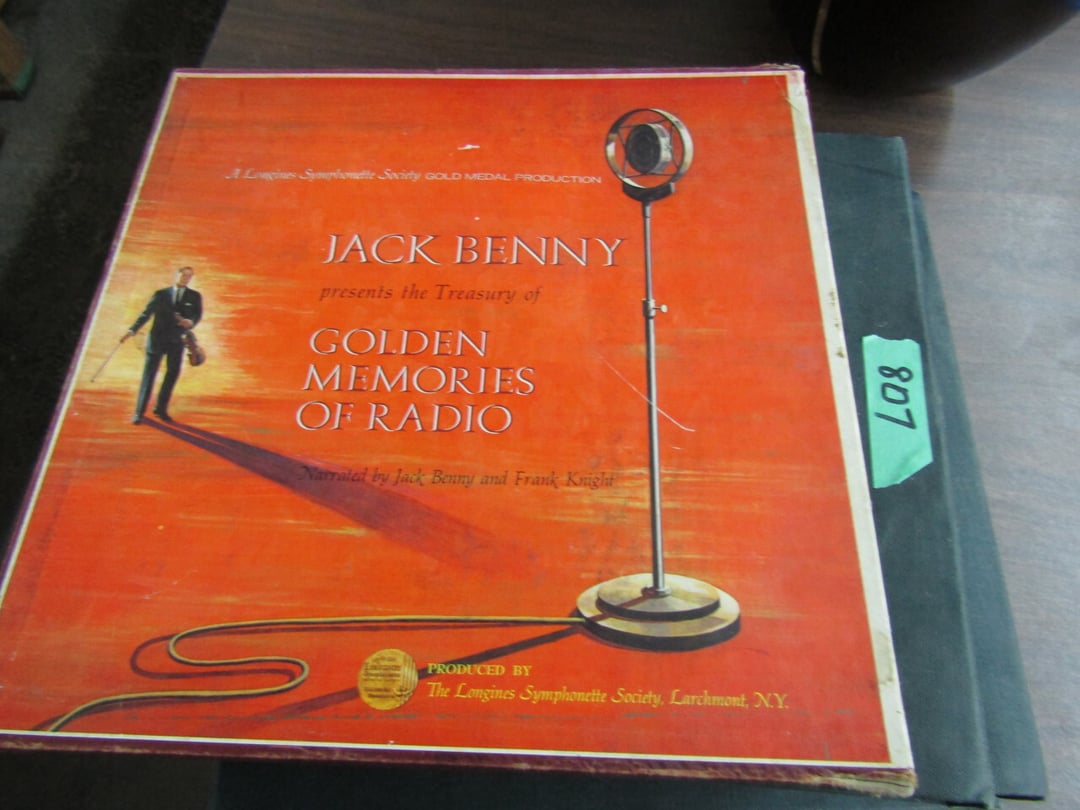 A Longines Symphonette Society GOLD MEDAL PRODUCTION
JACK BENNY
presents the Treasury of
GOLDEN
MEMORIES
OF RADIO
Narrated by Jack Benny and Frank Knight
PRODUCED BY
The Longines Symphonette Society, Larchmont, N.Y.